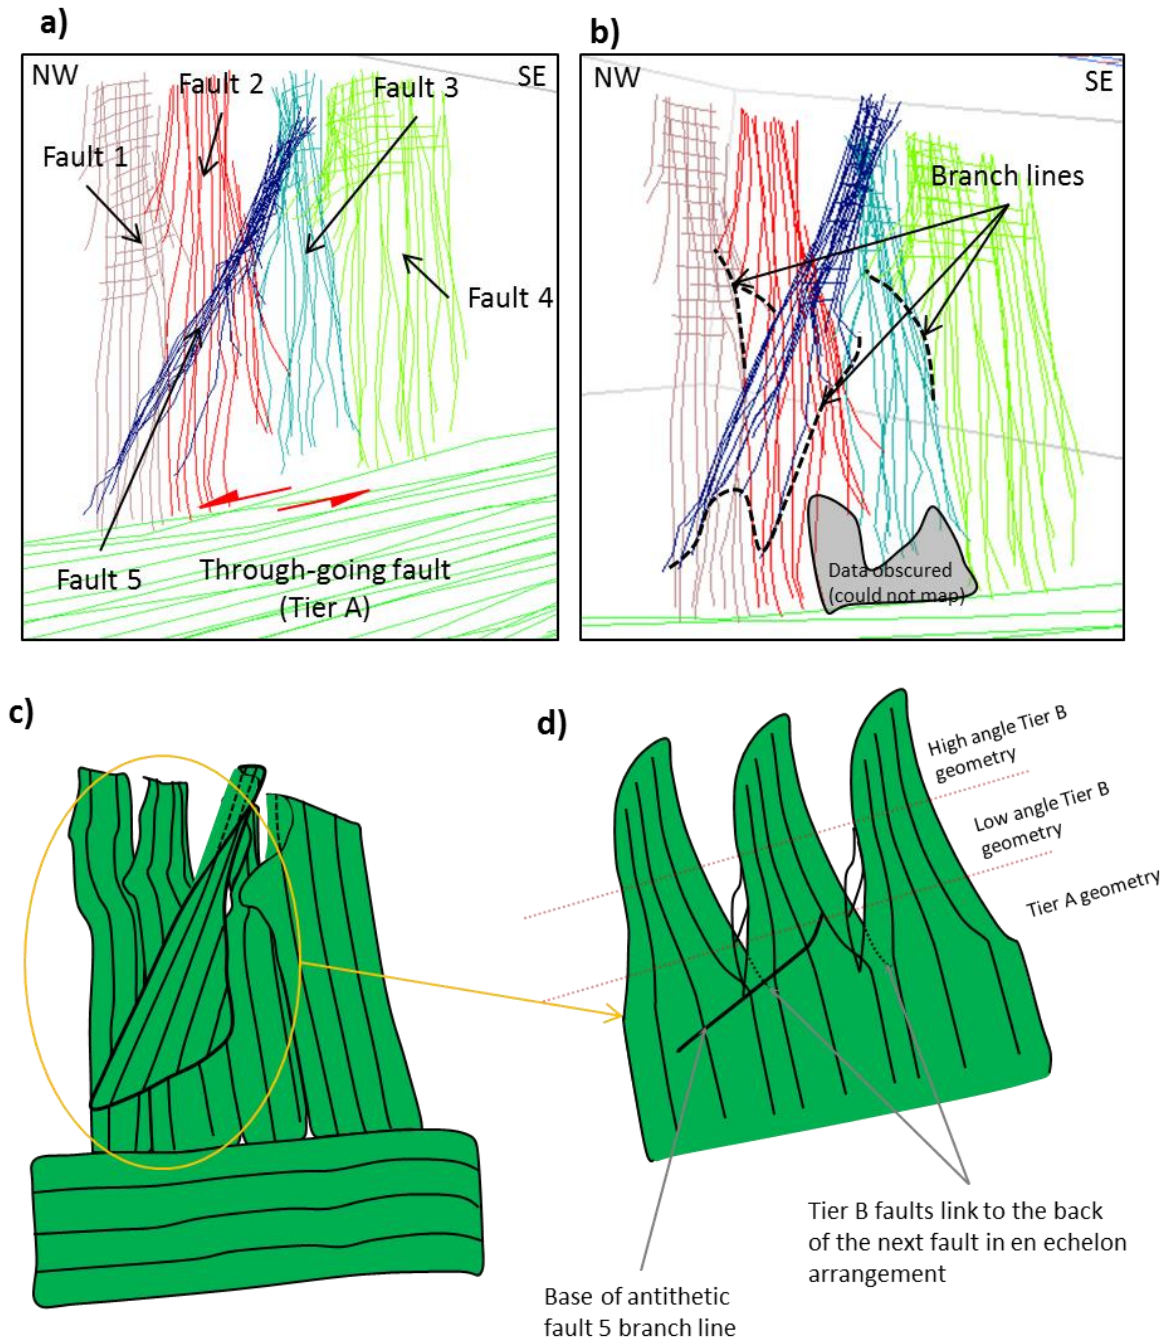 a)
NW
Fault 2
SE
Fault 3
Fault 1
Fault 4
Fault 5
Through-going fault
(Tier A)
b)
NW
SE
Branch lines
Data obscured
(could not map)
c)
d)
High angle Tier B
geometry
Low angle Tier B
geometry
Tier A geometry
Tier B faults link to the back
of the next fault in en echelon
arrangement
Base of antithetic
fault 5 branch line